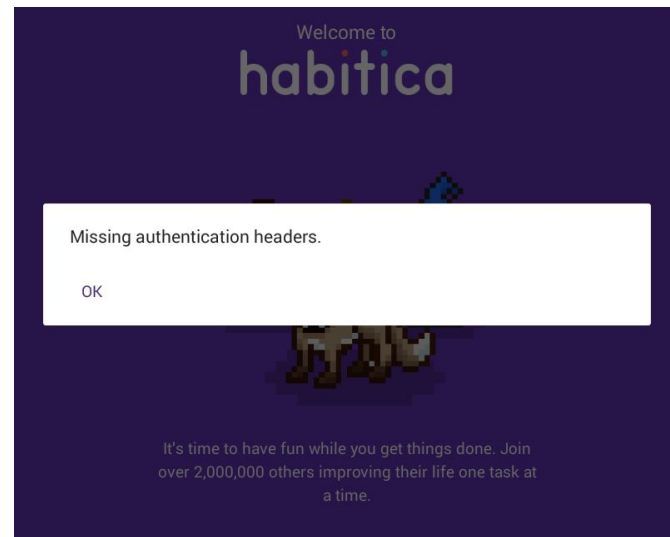 Welcome to
habitica
Missing authentication headers.
OK
It's time to have fun while you get things done. Join
over 2,000,000 others improving their life one task at
a time.